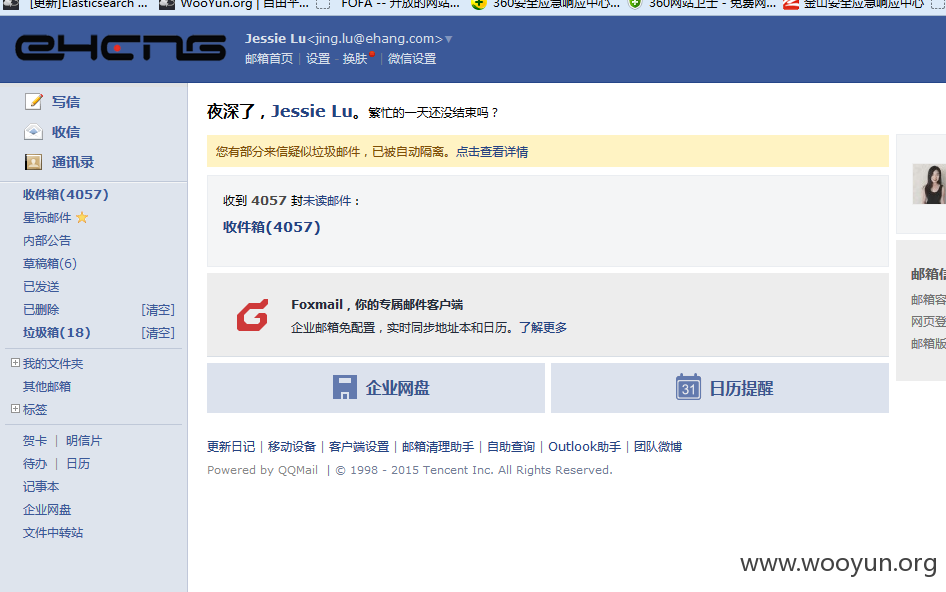 [更新]Elasticsearch ... WooYun.org | 自由平... FOFA -- 开放的网站... 360安全应急响应中心... 360网站卫士 - 免费网... 金山安全应急响应中心
EHANG
Jessie Lu<jing.lu@ehang.com>
邮箱首页 | 设置 - 换肤 | 微信设置
写信
收信
通讯录
收件箱(4057)
星标邮件
内部公告
草稿箱(6)
已发送
已删除 [清空]
垃圾箱(18) [清空]
我的文件夹
其他邮箱
标签
贺卡 | 明信片
待办 | 日历
记事本
企业网盘
文件中转站
夜深了，Jessie Lu。繁忙的一天还没结束吗？
您有部分来信疑似垃圾邮件，已被自动隔离。点击查看详情
收到 4057 封未读邮件：
收件箱(4057)
Foxmail，你的专属邮件客户端
企业邮箱免配置，实时同步地址本和日历。了解更多
企业网盘
31 日历提醒
更新日记 | 移动设备 | 客户端设置 | 邮箱清理助手 | 自助查询 | Outlook助手 | 团队微博
Powered by QQMail | © 1998 - 2015 Tencent Inc. All Rights Reserved.
邮箱
邮箱容
网页登
邮箱版
www.wooyun.org